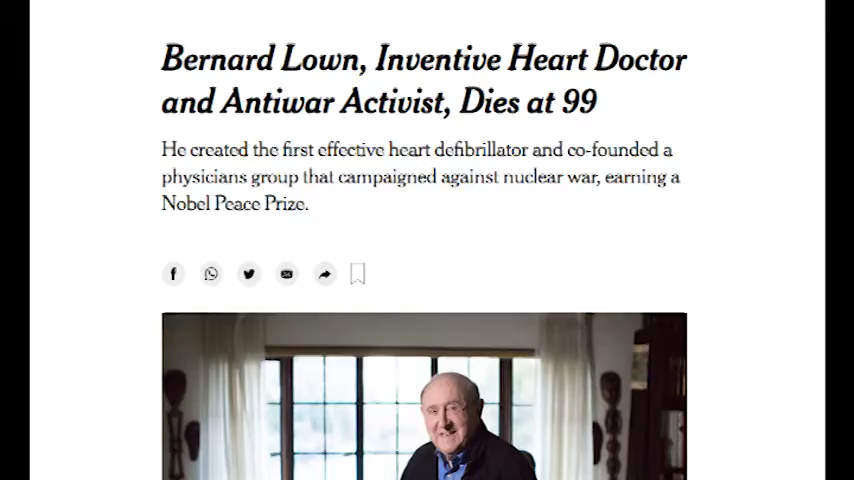 Bernard Lown, Inventive Heart Doctor
and Antiwar Activist, Dies at 99
He created the first effective heart defibrillator and co-founded a
physicians group that campaigned against nuclear war, earning a
Nobel Peace Prize.